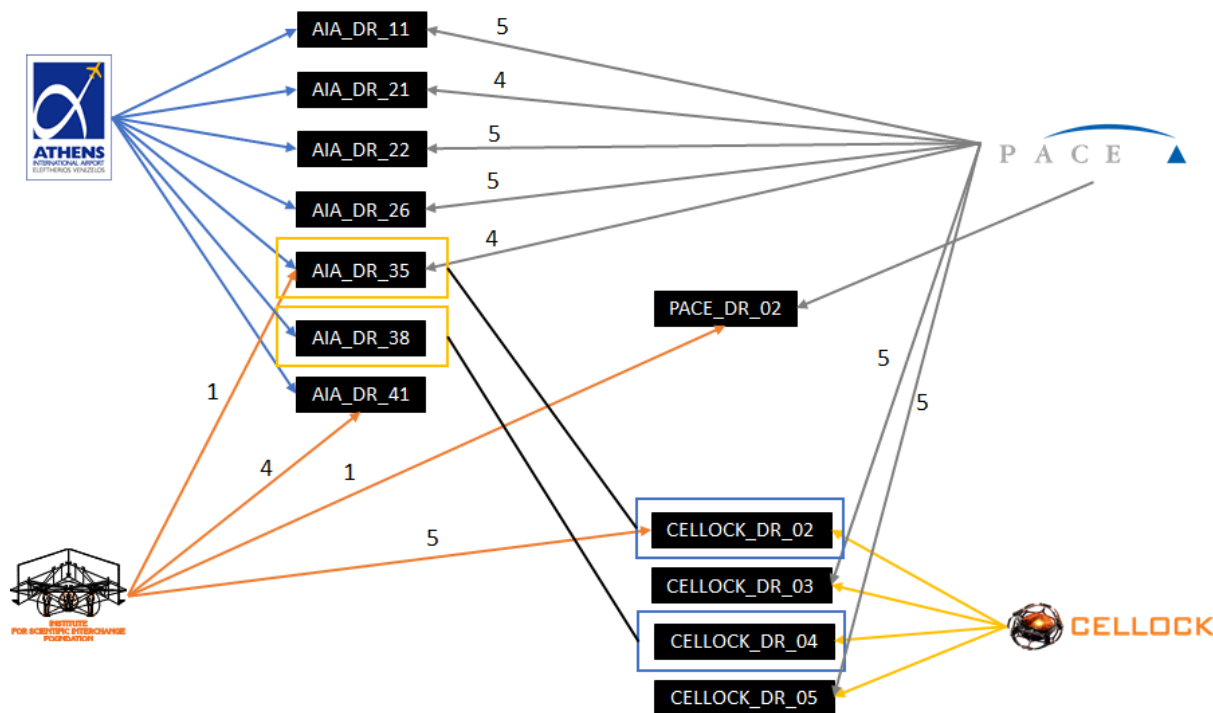 AIA_DR_11
5
AIA_DR_21
4
ATHENS
INTERNATIONAL AIRPORT
ELEFTHERIOS VENIZELOS
AIA_DR_22
5
PACE
AIA_DR_26
5
AIA_DR_35
4
PACE_DR_02
AIA_DR_38
5
1
AIA_DR_41
5
4
1
CELLOCK_DR_02
5
CELLOCK_DR_03
INSTITUTE
FOR SCIENTIFIC INTERCHANGE
FOUNDATION
CELLOCK_DR_04
CELLOCK
CELLOCK_DR_05